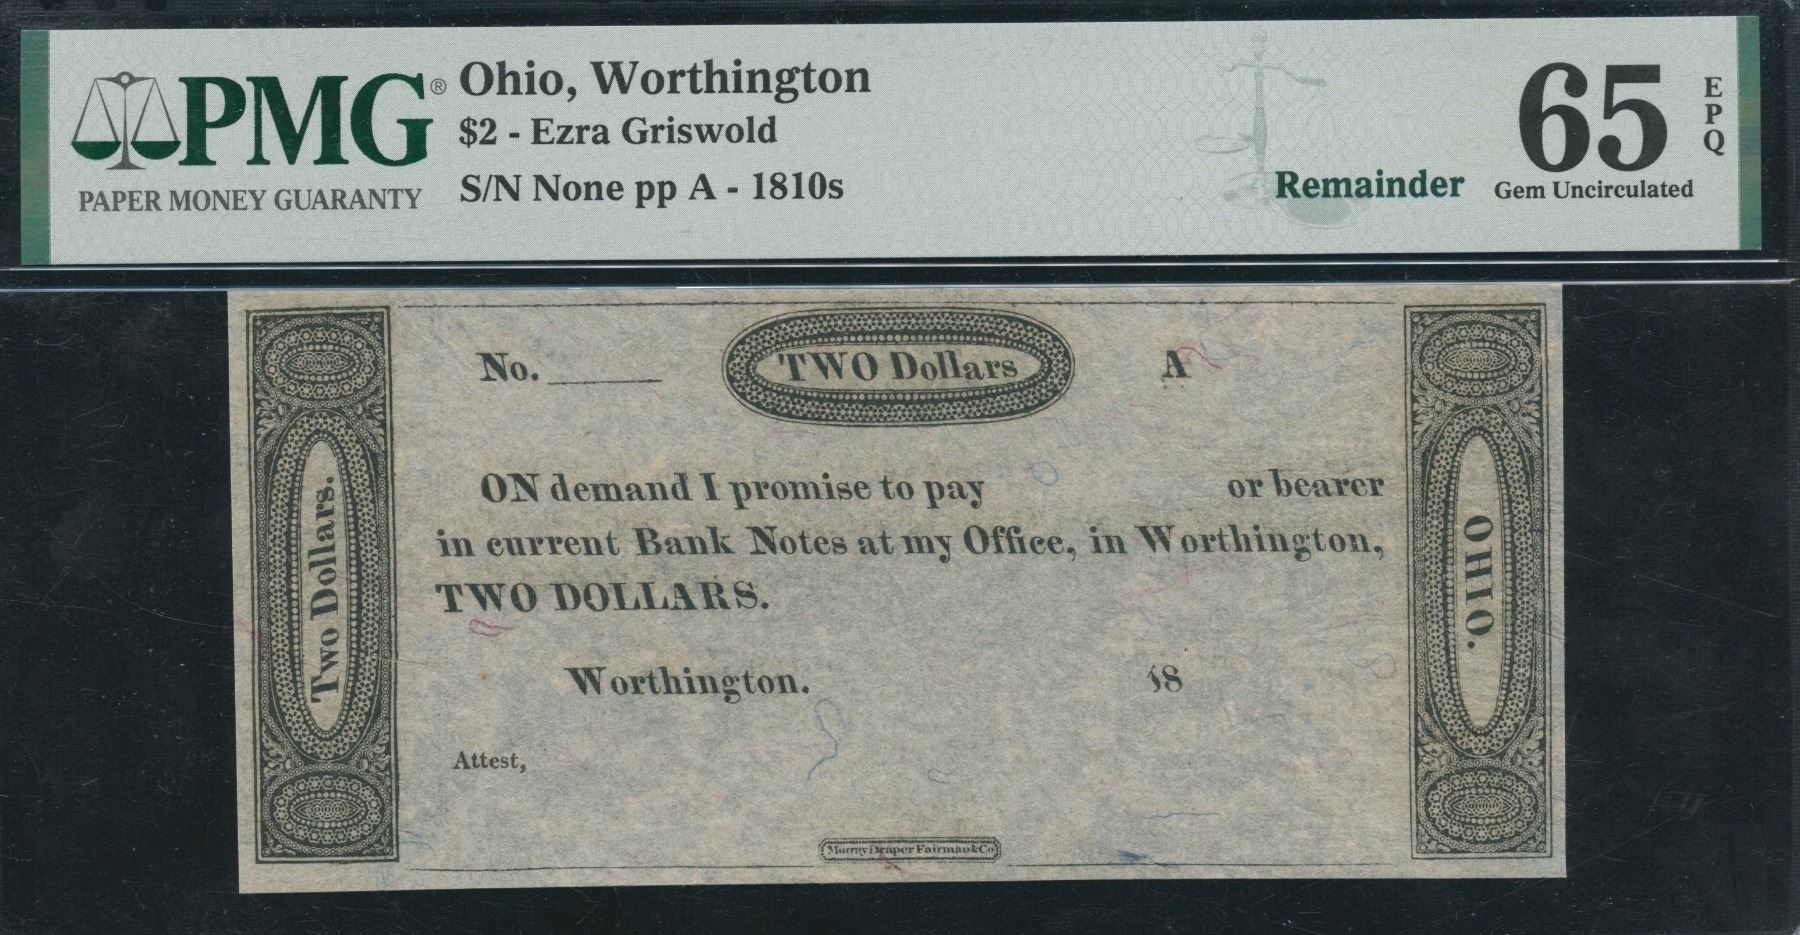 PMG®
PAPER MONEY GUARANTY
Ohio, Worthington
$2 - Ezra Griswold
S/N None pp A - 1810s
Remainder
65
EPQ
Gem Uncirculated
No.
TWO Dollars
A
ON demand I promise to pay or bearer
in current Bank Notes at my Office, in Worthington,
TWO DOLLARS.
Worthington. 18
Attest,
Two Dollars.
OHIO.
Murray Draper Fairman&Co